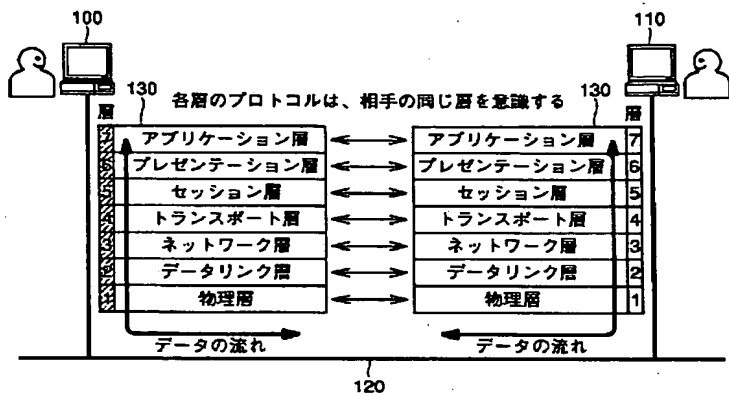 100
110
130
各層のプロトコルは、相手の同じ層を意識する
130
層
層
7 アプリケーション層 アプリケーション層 7
6 プレゼンテーション層 プレゼンテーション層 6
5 セッション層 セッション層 5
4 トランスポート層 トランスポート層 4
3 ネットワーク層 ネットワーク層 3
2 データリンク層 データリンク層 2
1 物理層 物理層 1
データの流れ データの流れ
120